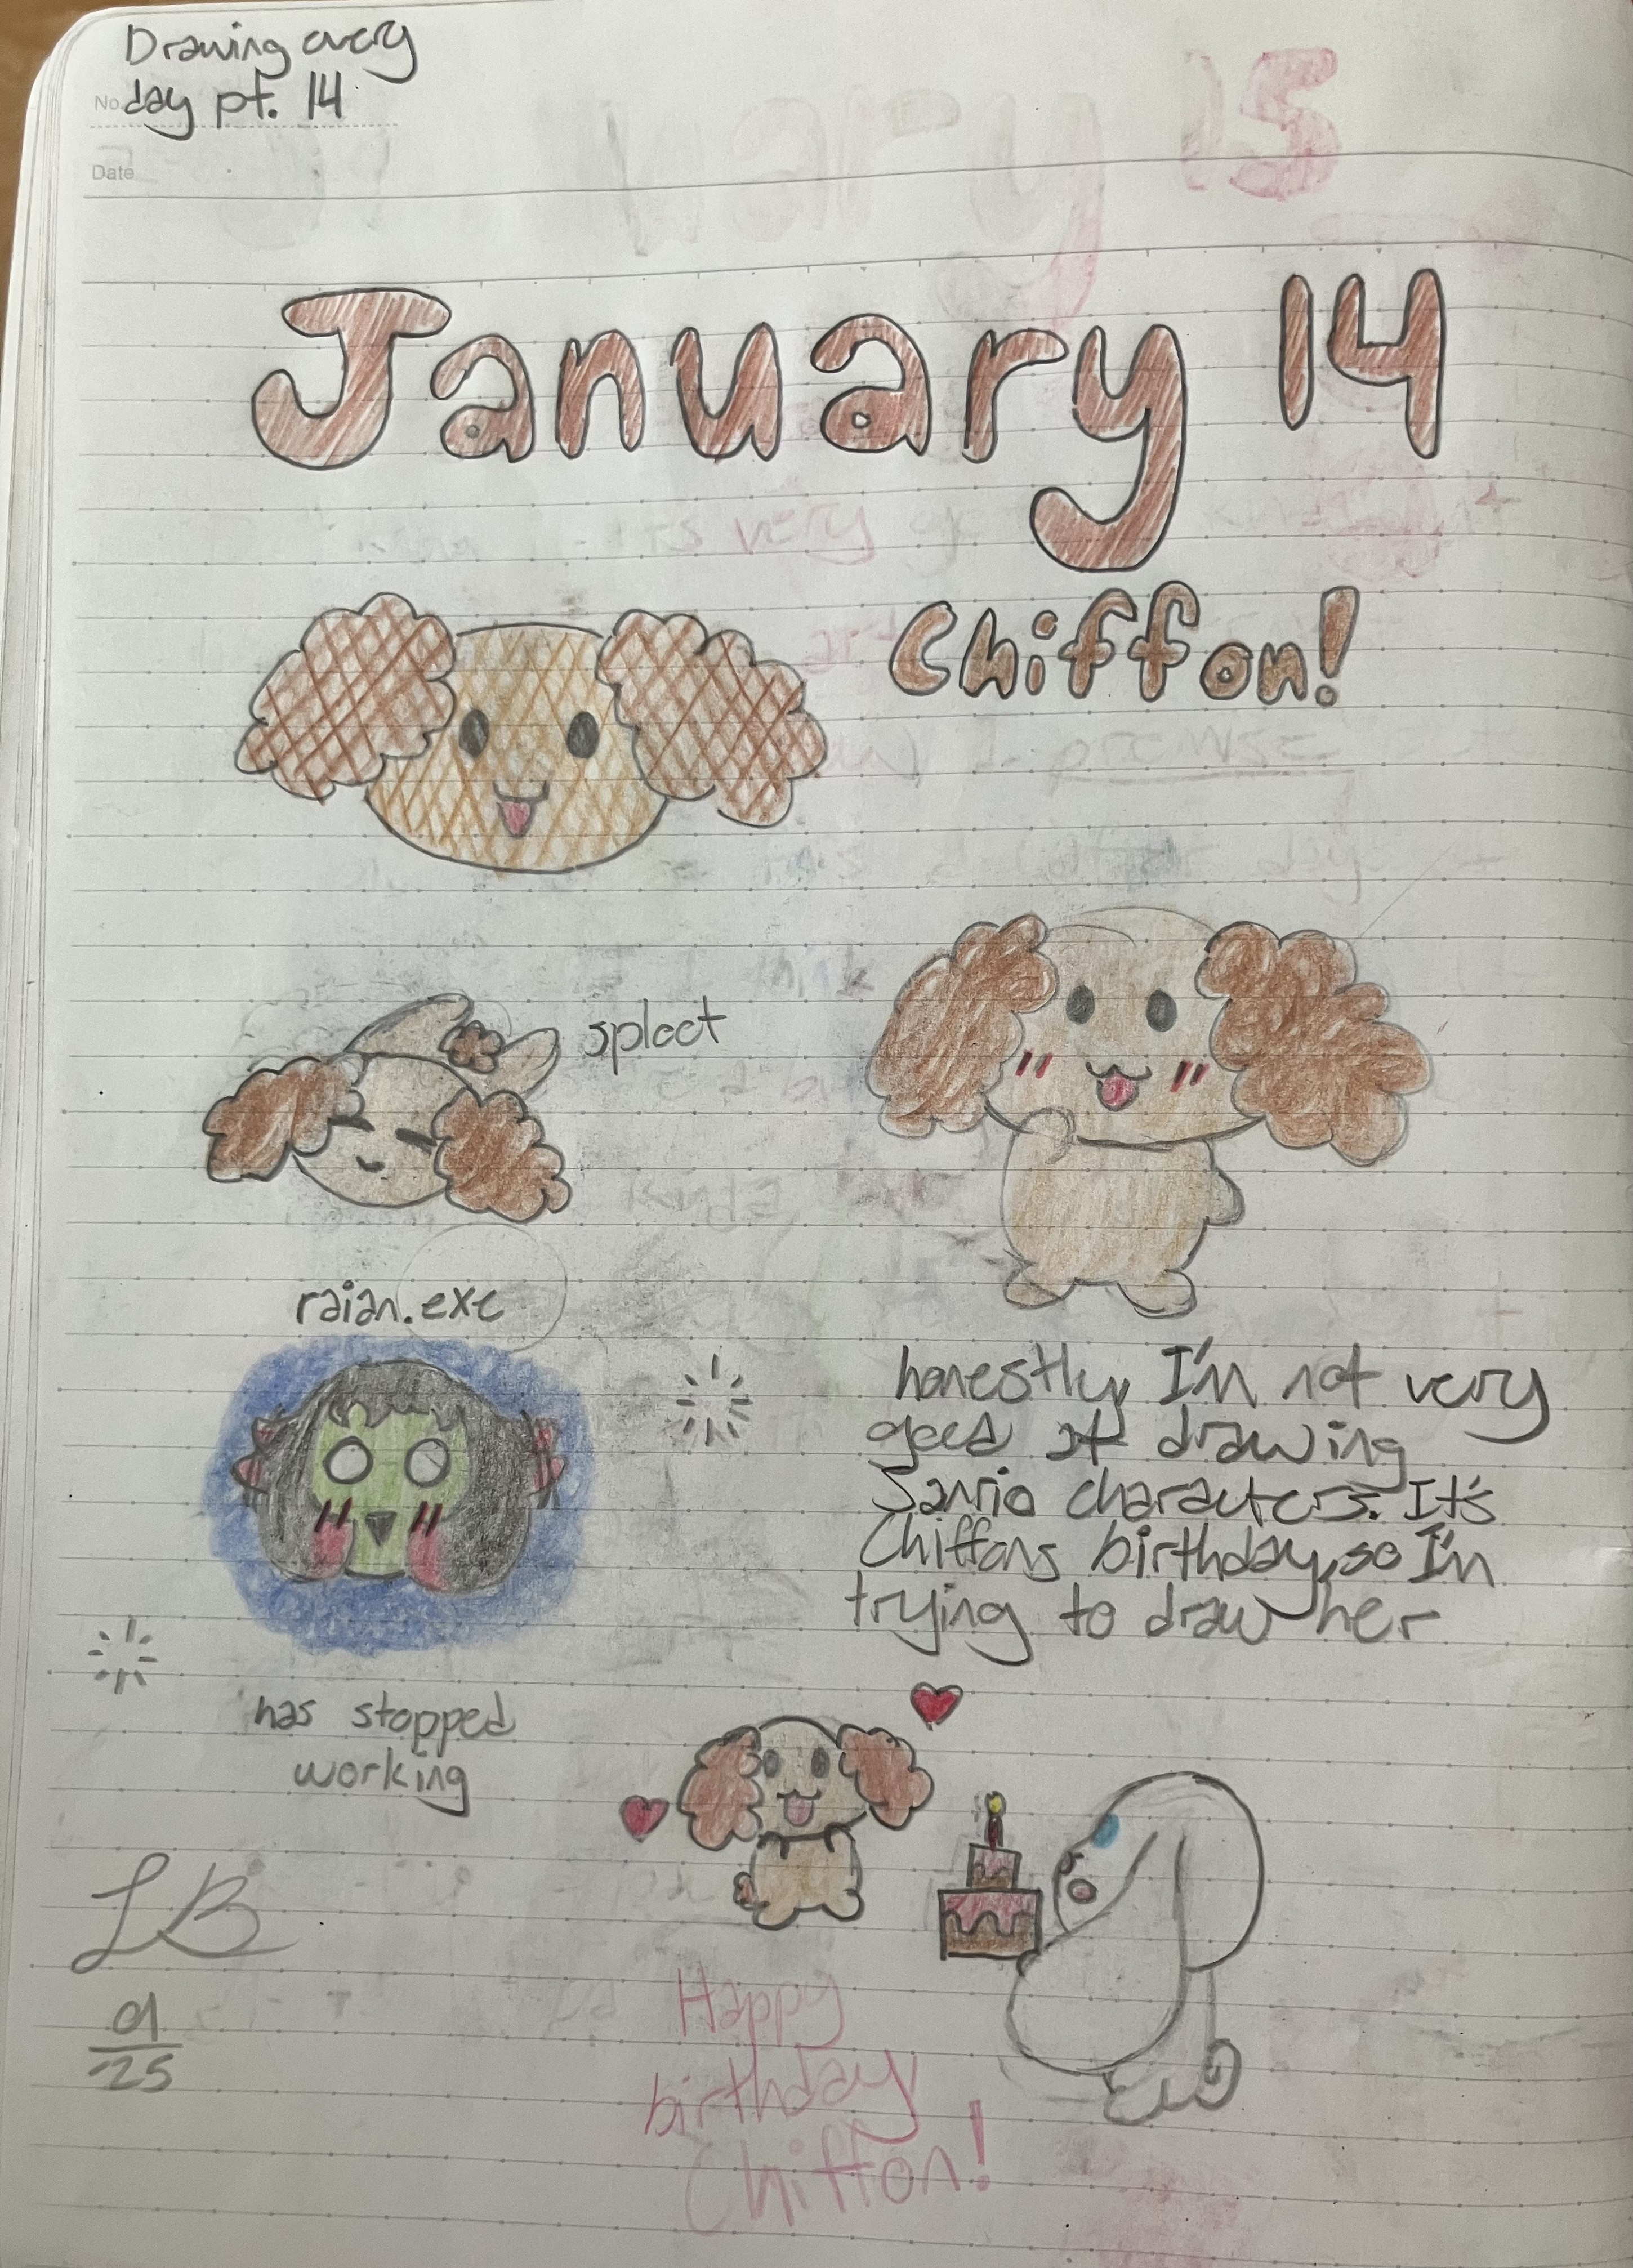 Drawing every
day pt. 14
No.
Date
January 14
Chiffon!
sploot
raian.exe
has stopped
working
honestly, I'm not very
good at drawing
Sanrio characters. It's
Chiffons birthday, so I'm
trying to draw her
LB
01
25
Happy
birthday
Chiffon!